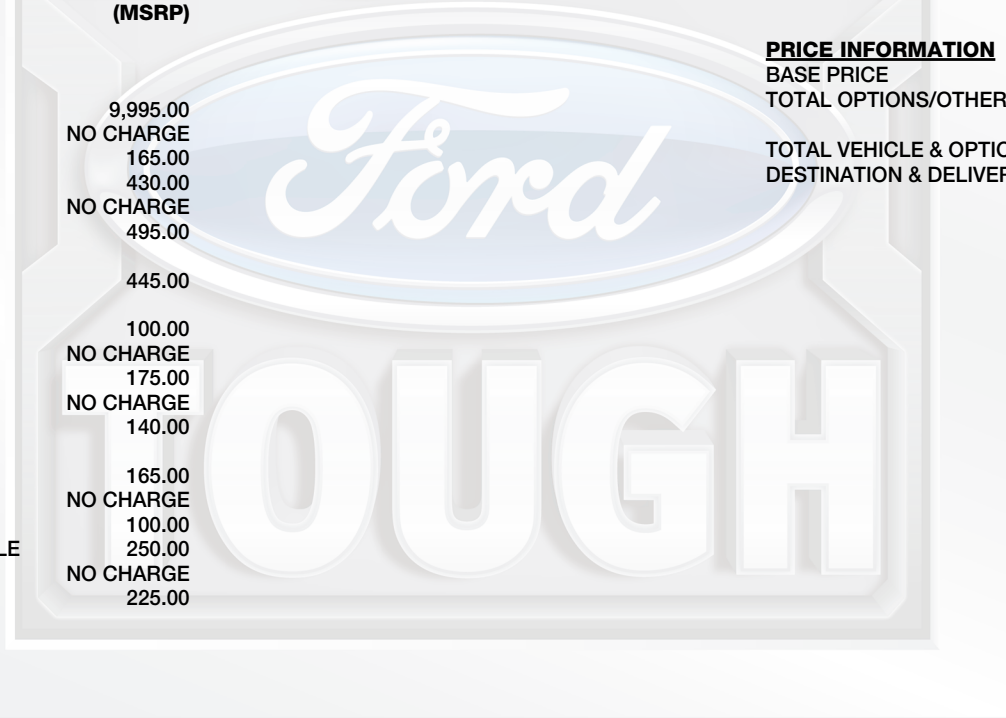 (MSRP)
9,995.00
NO CHARGE
165.00
430.00
NO CHARGE
495.00
445.00
100.00
NO CHARGE
175.00
NO CHARGE
140.00
165.00
NO CHARGE
100.00
LE 250.00
NO CHARGE
225.00
PRICE INFORMATION
BASE PRICE
TOTAL OPTIONS/OTHER
TOTAL VEHICLE & OPTIO
DESTINATION & DELIVER
Ford
TOUGH